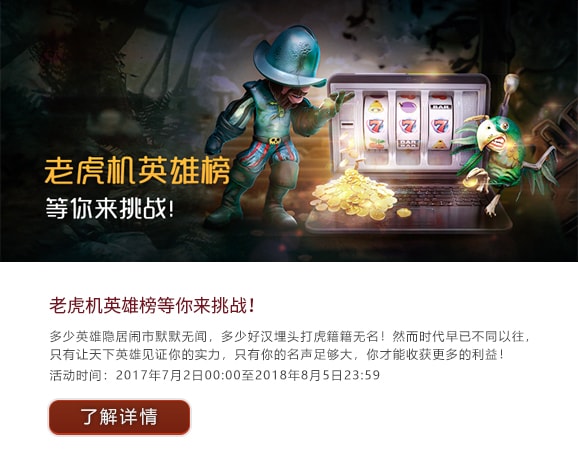 老虎机英雄榜
等你来挑战!
7 7 7
BAR
BAR
老虎机英雄榜等你来挑战!
多少英雄隐居闹市默默无闻，多少好汉埋头打虎籍籍无名！然而时代早已不同以往，
只有让天下英雄见证你的实力，只有你的名声足够大，你才能收获更多的利益！
活动时间：2017年7月2日00:00至2018年8月5日23:59
了解详情